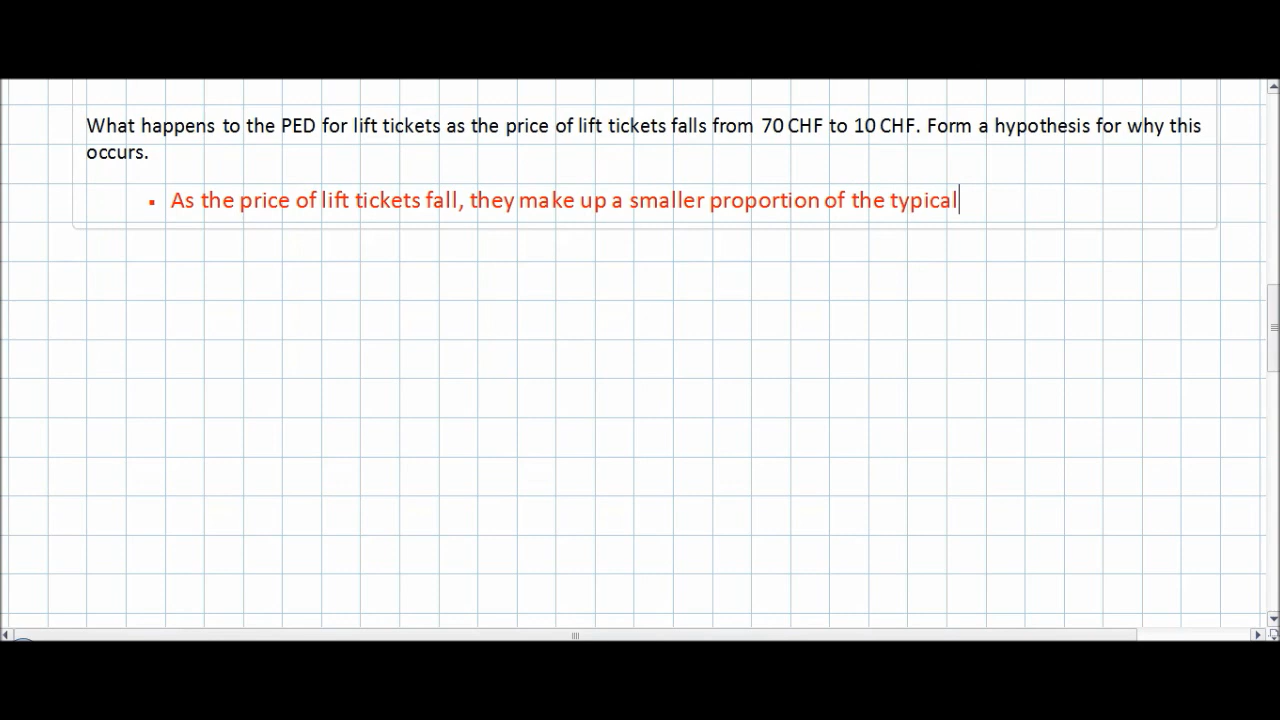 What happens to the PED for lift tickets as the price of lift tickets falls from 70 CHF to 10 CHF. Form a hypothesis for why this
occurs.
▪ As the price of lift tickets fall, they make up a smaller proportion of the typical